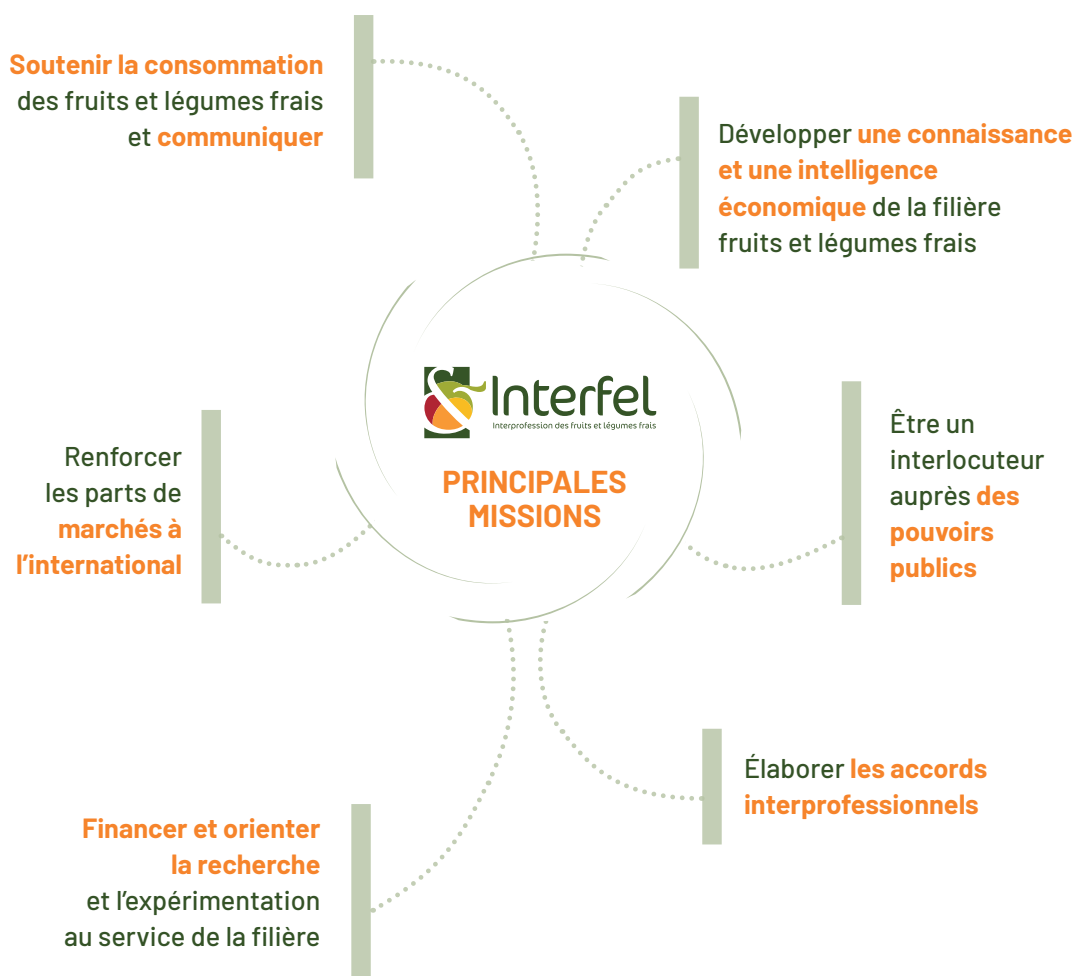 Soutenir la consommation
des fruits et légumes frais
et communiquer
Développer une connaissance
et une intelligence
économique de la filière
fruits et légumes frais
Interfel
Interprofession des fruits et légumes frais
PRINCIPALES
MISSIONS
Être un
interlocuteur
auprès des
pouvoirs
publics
Renforcer
les parts de
marchés à
l’international
Élaborer les accords
interprofessionnels
Financer et orienter
la recherche
et l’expérimentation
au service de la filière